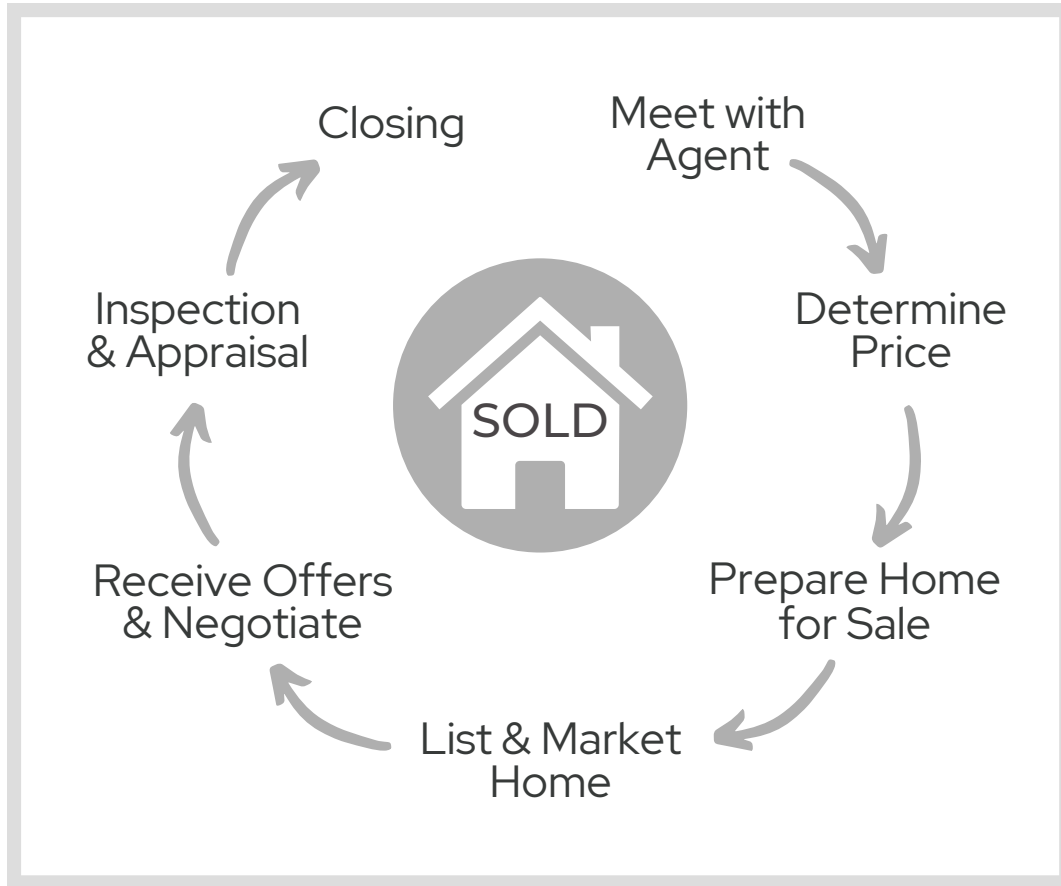 Meet with
Agent
Determine
Price
Prepare Home
for Sale
List & Market
Home
Receive Offers
& Negotiate
Inspection
& Appraisal
Closing
SOLD